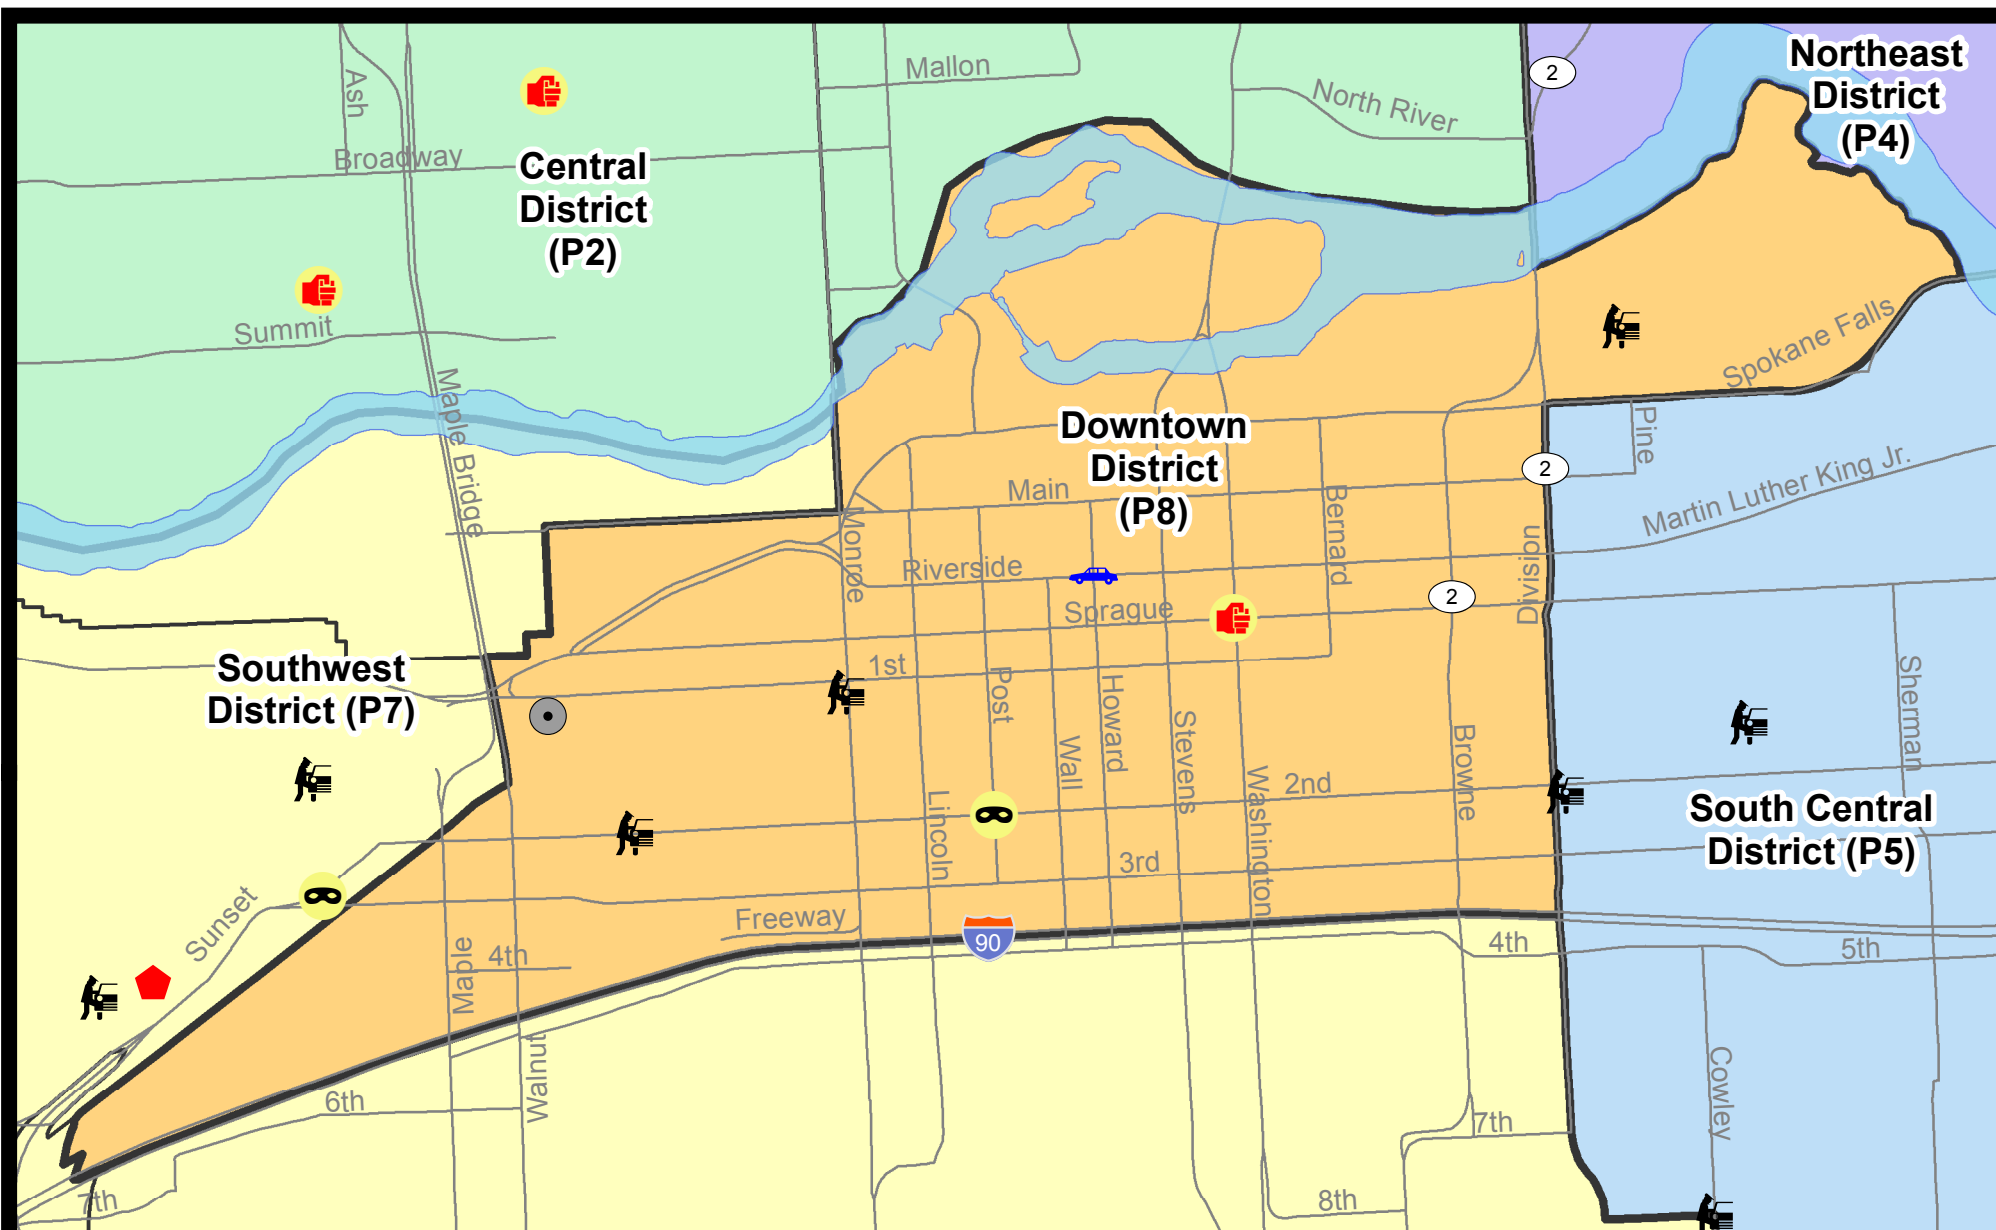 Mallon
2
Northeast
District
(P4)
Ash
North River
Broadway
Central
District
(P2)
Summit
Spokane Falls
Maple Bridge
Downtown
District
(P8)
Pine
2
Martin Luther King Jr.
Main
Bernard
Monroe
Division
Riverside
2
Sprague
Southwest
District (P7)
1st
Post
Howard
Sherman
Stevens
Wall
Browne
2nd
Washington
South Central
District (P5)
Lincoln
3rd
Sunset
Freeway
90
4th
Maple
4th
5th
Walnut
Cowley
6th
7th
7th
8th